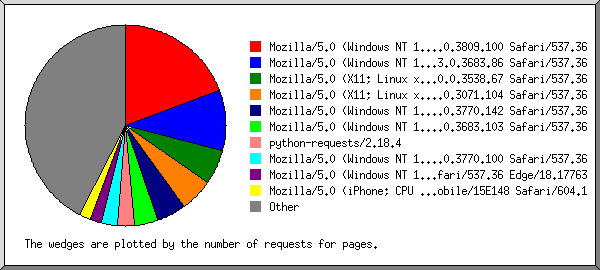 Mozilla/5.0 (Windows NT 1....0.3809.100 Safari/537.36
Mozilla/5.0 (Windows NT 1...3.0.3683.86 Safari/537.36
Mozilla/5.0 (X11; Linux x...0.0.3538.67 Safari/537.36
Mozilla/5.0 (X11; Linux x....0.3071.104 Safari/537.36
Mozilla/5.0 (Windows NT 1....0.3770.142 Safari/537.36
Mozilla/5.0 (Windows NT 1....0.3683.103 Safari/537.36
python-requests/2.18.4
Mozilla/5.0 (Windows NT 1....0.3770.100 Safari/537.36
Mozilla/5.0 (Windows NT 1...fari/537.36 Edge/18.17763
Mozilla/5.0 (iPhone; CPU ...obile/15E148 Safari/604.1
Other
The wedges are plotted by the number of requests for pages.